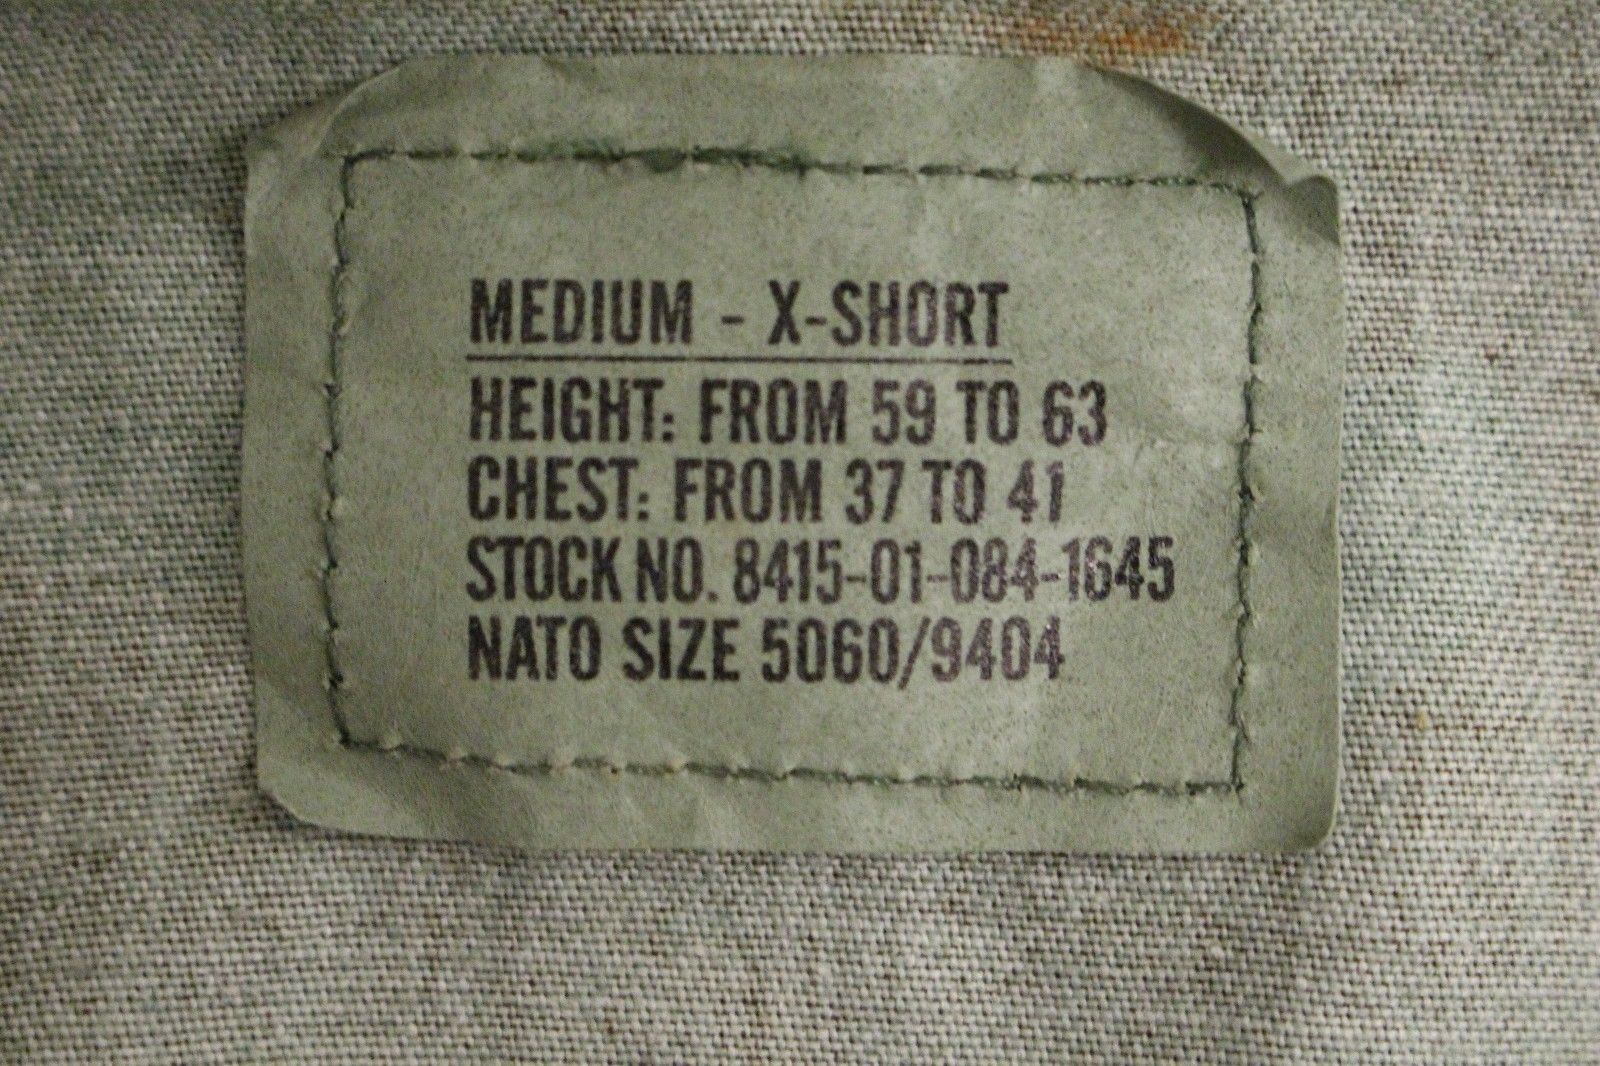 MEDIUM - X-SHORT
HEIGHT: FROM 59 TO 63
CHEST: FROM 37 TO 41
STOCK NO. 8415-01-084-1645
NATO SIZE 5060/9404